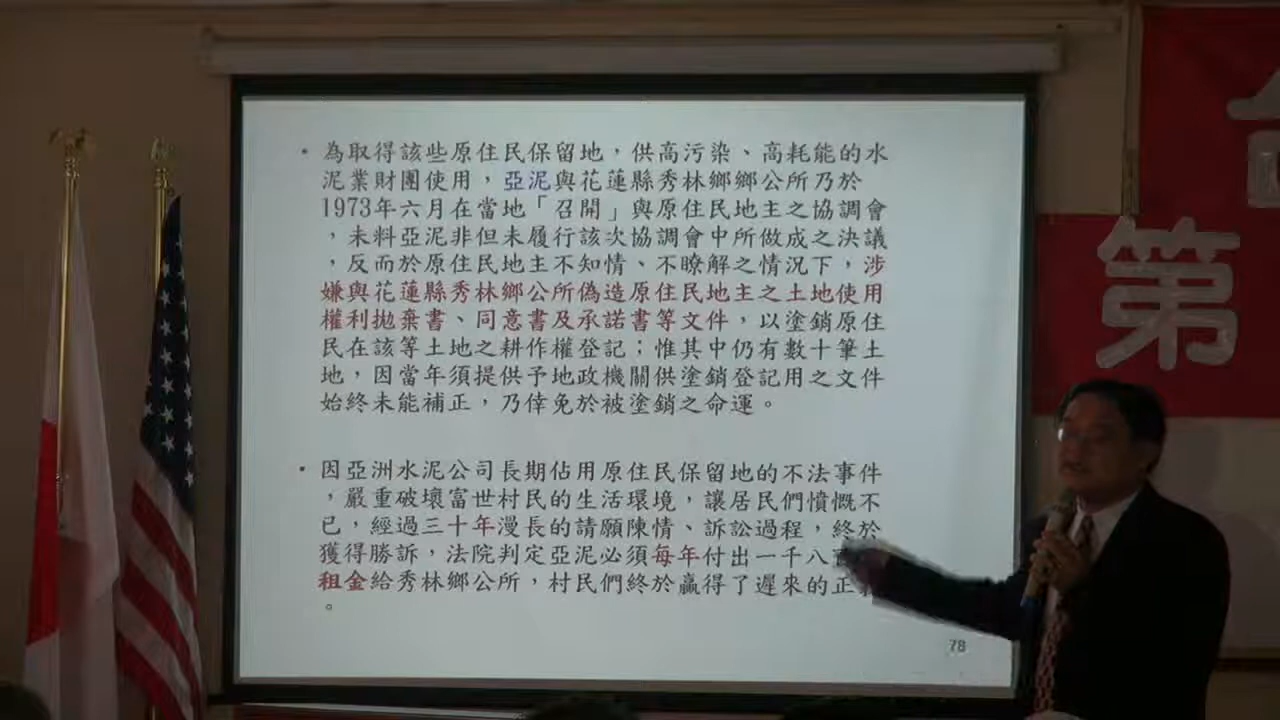 • 為取得該些原住民保留地，供高污染、高耗能的水
泥業財團使用，亞泥與花蓮縣秀林鄉鄉公所乃於
1973年六月在當地「召開」與原住民地主之協調會
，未料亞泥非但未履行該次協調會中所做成之決議
，反而於原住民地主不知情、不瞭解之情況下，涉
嫌與花蓮縣秀林鄉公所偽造原住民地主之土地使用
權利拋棄書、同意書及承諾書等文件，以塗銷原住
民在該等土地之耕作權登記；惟其中仍有數十筆土
地，因當年須提供予地政機關供塗銷登記用之文件
始終未能補正，乃倖免於被塗銷之命運。
• 因亞洲水泥公司長期佔用原住民保留地的不法事件
，嚴重破壞富世村民的生活環境，讓居民們憤慨不
已，經過三十年漫長的請願陳情、訴訟過程，終於
獲得勝訴，法院判定亞泥必須每年付出一千八
租金給秀林鄉公所，村民們終於贏得了遲來的正
。
78
第